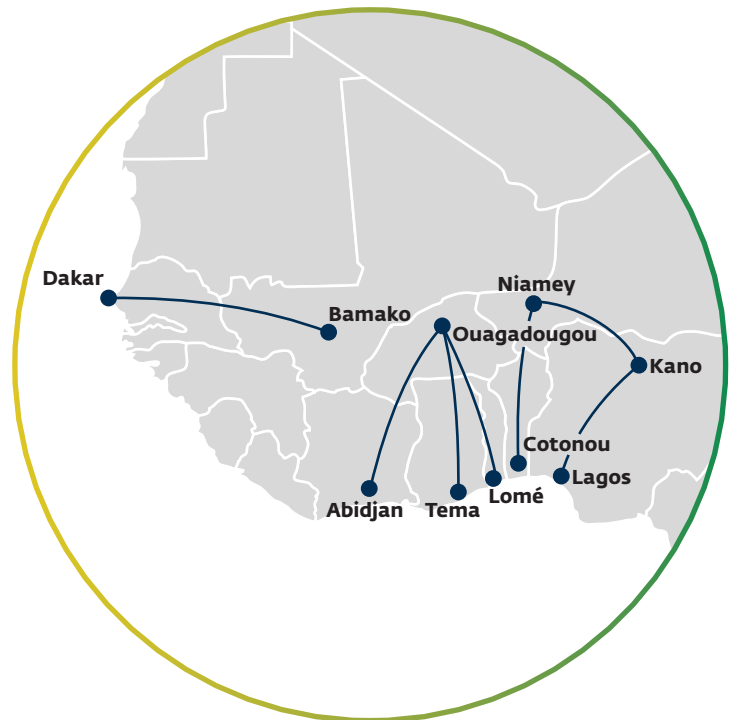 Dakar
Niamey
Bamako
Ouagadougou
Kano
Cotonou
Lagos
Lomé
Abidjan
Tema